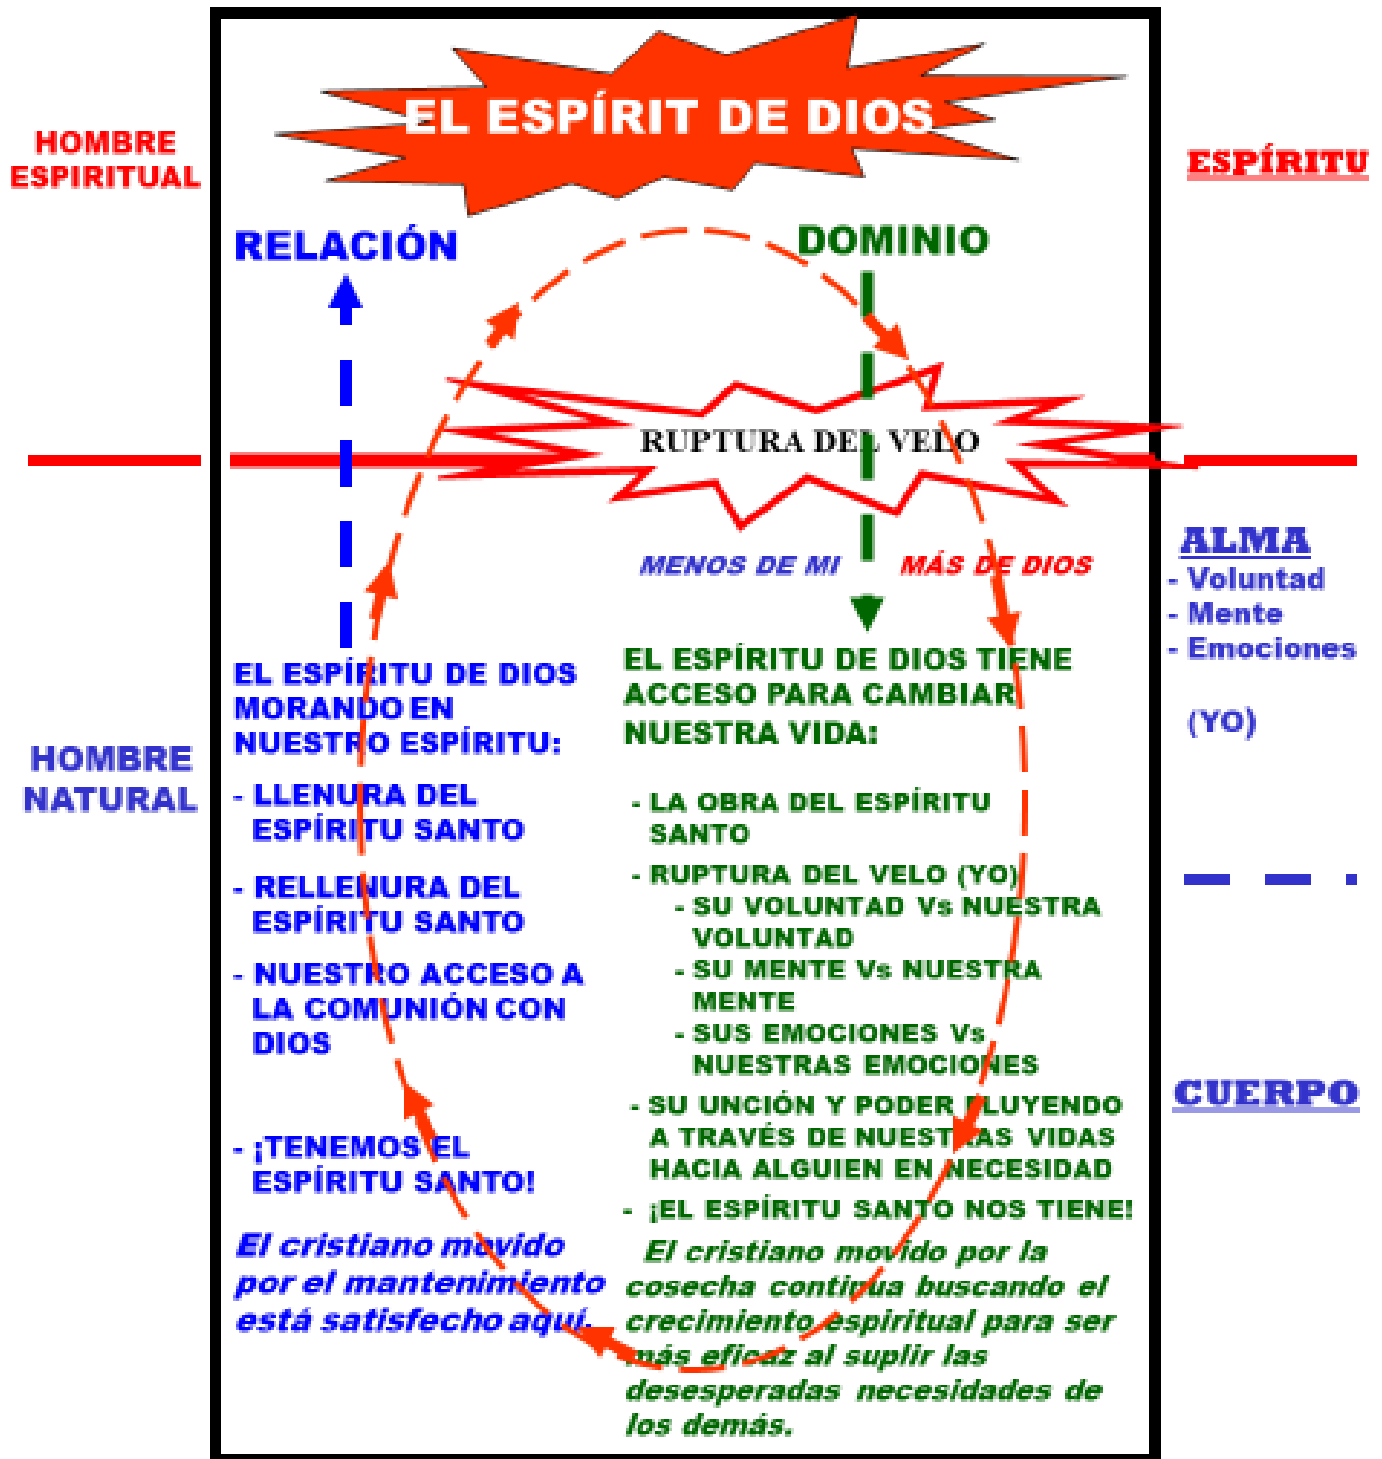 EL ESPÍRIT DE DIOS
HOMBRE
ESPIRITUAL
ESPÍRITU
RELACIÓN
DOMINIO
RUPTURA DEL VELO
MENOS DE MI
MÁS DE DIOS
ALMA
- Voluntad
- Mente
- Emociones
(YO)
HOMBRE
NATURAL
EL ESPÍRITU DE DIOS
MORANDO EN
NUESTRO ESPÍRITU:
- LLENURA DEL
ESPÍRITU SANTO
- RELLENURA DEL
ESPÍRITU SANTO
- NUESTRO ACCESO A
LA COMUNIÓN CON
DIOS
- ¡TENEMOS EL
ESPÍRITU SANTO!
El cristiano movido
por el mantenimiento
está satisfecho aquí.
EL ESPÍRITU DE DIOS TIENE
ACCESO PARA CAMBIAR
NUESTRA VIDA:
- LA OBRA DEL ESPÍRITU
SANTO
- RUPTURA DEL VELO (YO)
- SU VOLUNTAD Vs NUESTRA
VOLUNTAD
- SU MENTE Vs NUESTRA
MENTE
- SUS EMOCIONES Vs
NUESTRAS EMOCIONES
- SU UNCIÓN Y PODER FLUYENDO
A TRAVÉS DE NUESTRAS VIDAS
HACIA ALGUIEN EN NECESIDAD
- ¡EL ESPÍRITU SANTO NOS TIENE!
El cristiano movido por la
cosecha continua buscando el
crecimiento espiritual para ser
más eficaz al suplir las
desesperadas necesidades de
los demás.
CUERPO